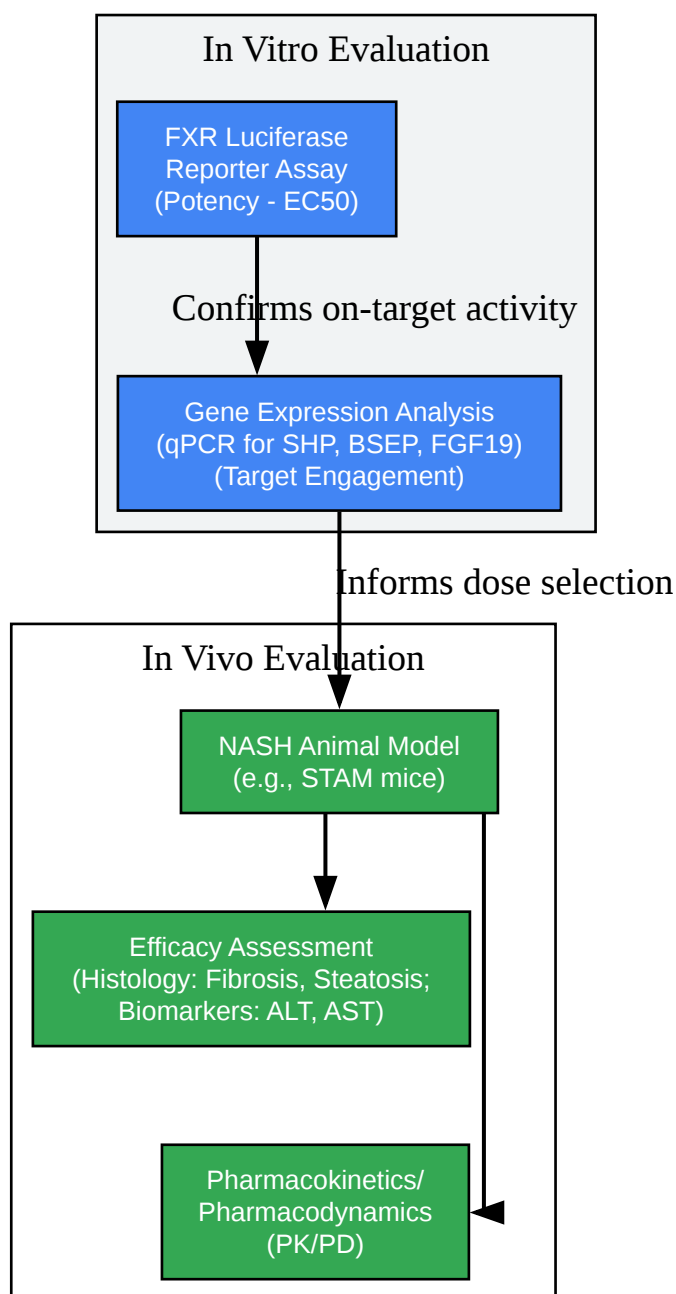 In Vitro Evaluation
FXR Luciferase
Reporter Assay
(Potency - EC50)
Confirms on-target activity
Gene Expression Analysis
(qPCR for SHP, BSEP, FGF19)
(Target Engagement)
Informs dose selection
In Vivo Evaluation
NASH Animal Model
(e.g., STAM mice)
Efficacy Assessment
(Histology: Fibrosis, Steatosis;
Biomarkers: ALT, AST)
Pharmacokinetics/
Pharmacodynamics
(PK/PD)